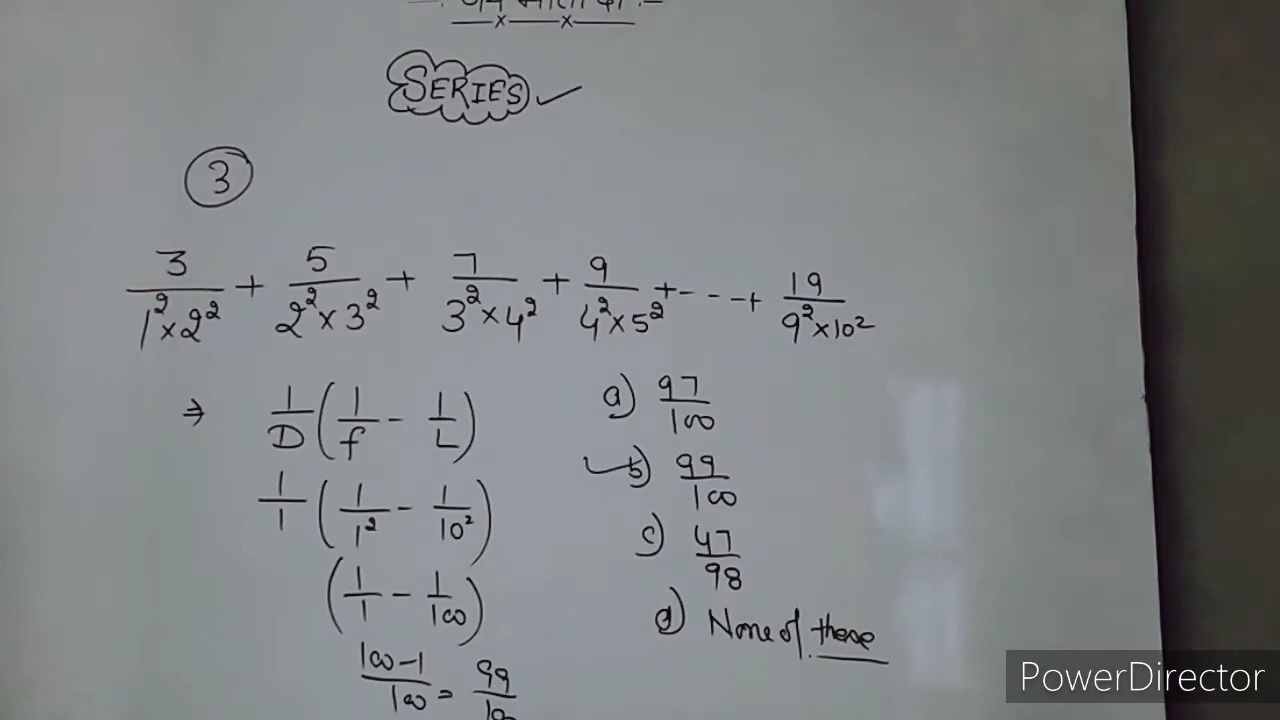 SERIES
3
3/1²×2² + 5/2²×3² + 7/3²×4² + 9/4²×5² + - - - + 19/9²×10²
⇒ 1/D (1/f - 1/L)
1/1 (1/1² - 1/10²)
(1/1 - 1/100)
100-1/100 = 99/10
a) 97/100
b) 99/100
c) 47/98
d) None of these
PowerDirector